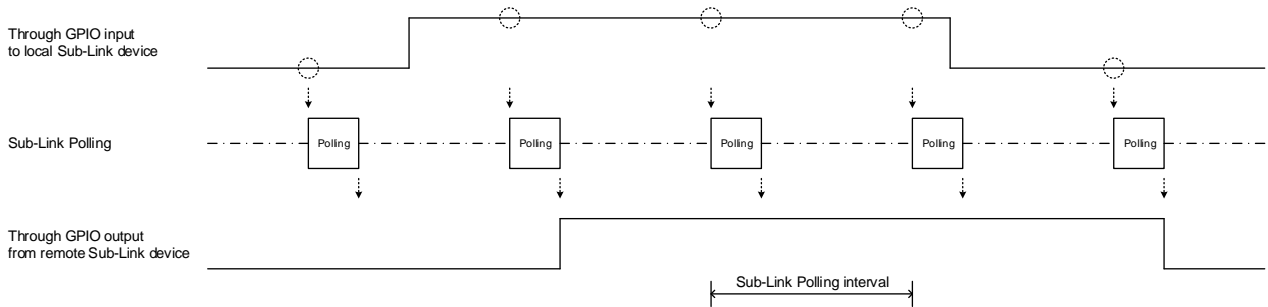 Through GPIO input
to local Sub-Link device
Sub-Link Polling
Polling
Polling
Polling
Polling
Polling
Through GPIO output
from remote Sub-Link device
Sub-Link Polling interval